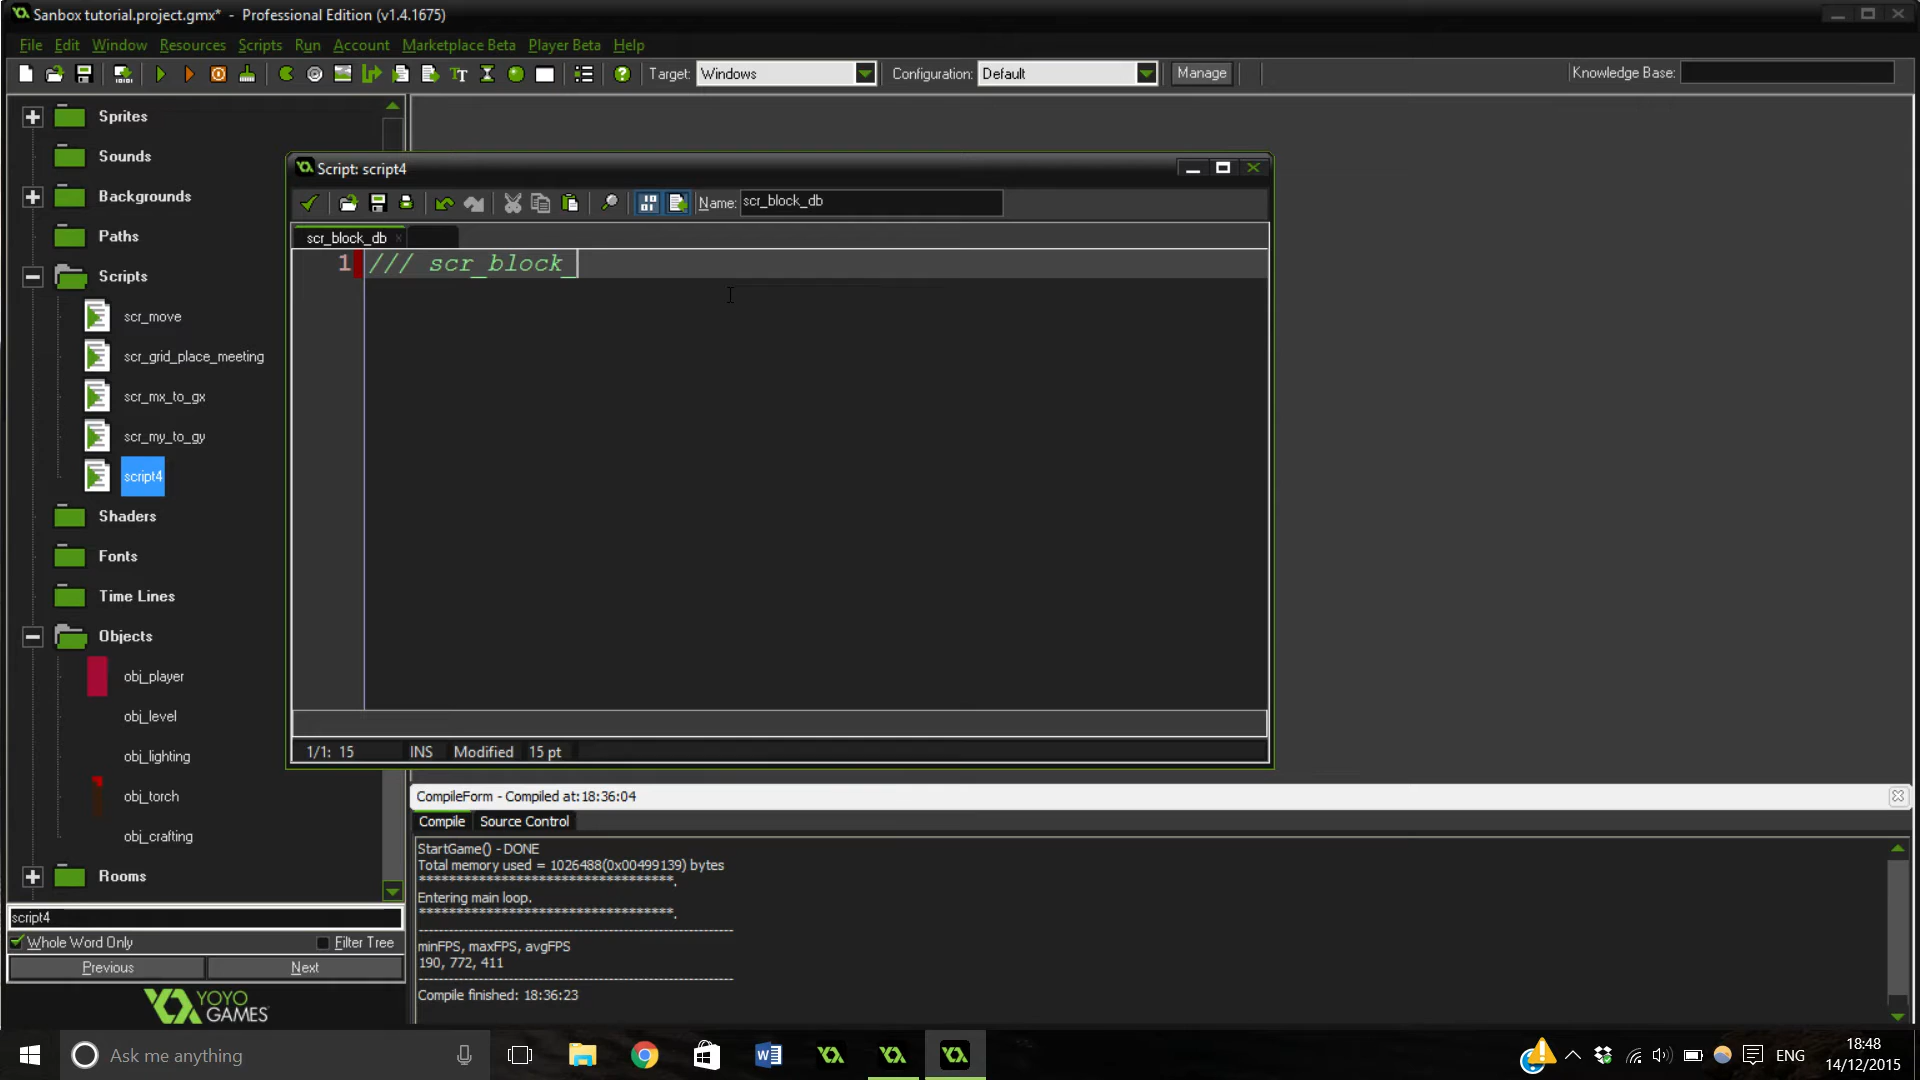 Sanbox tutorial.project.gmx* - Professional Edition (v1.4.1675)
File Edit Window Resources Scripts Run Account Marketplace Beta Player Beta Help
Target: Windows Configuration: Default Manage Knowledge Base:
Sprites
Sounds
Backgrounds
Paths
Scripts
scr_move
scr_grid_place_meeting
scr_mx_to_gx
scr_my_to_gy
script4
Shaders
Fonts
Time Lines
Objects
obj_player
obj_level
obj_lighting
obj_torch
obj_crafting
Rooms
script4
Whole Word Only Filter Tree
Previous Next
YOYO
GAMES
Script: script4
Name: scr_block_db
scr_block_db
1 /// scr_block_
1/1: 15 INS Modified 15 pt
CompileForm - Compiled at:18:36:04
Compile Source Control
StartGame() - DONE
Total memory used = 1026488(0x00499139) bytes
***********************************.
Entering main loop.
***********************************.
---------------------------------------------------------------
minFPS, maxFPS, avgFPS
190, 772, 411
---------------------------------------------------------------
Compile finished: 18:36:23
Ask me anything
ENG
18:48
14/12/2015